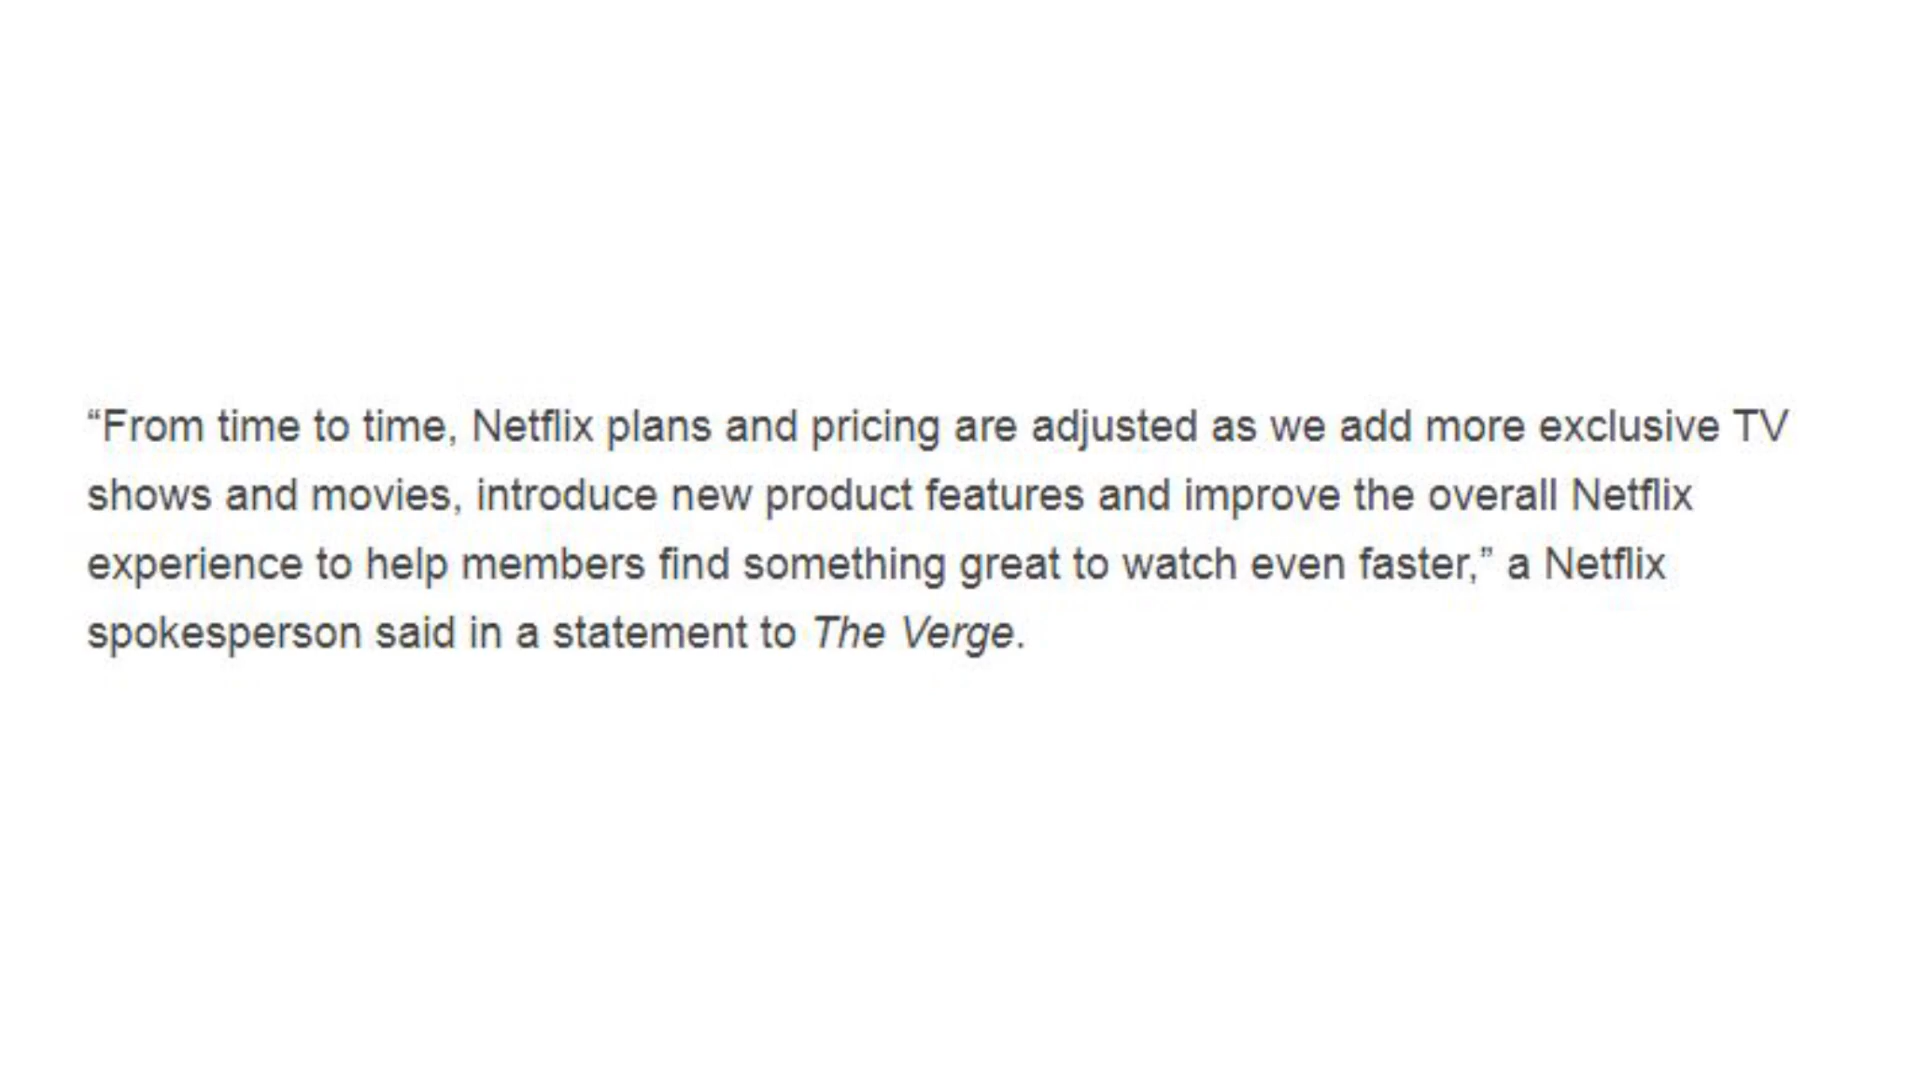 “From time to time, Netflix plans and pricing are adjusted as we add more exclusive TV
shows and movies, introduce new product features and improve the overall Netflix
experience to help members find something great to watch even faster,” a Netflix
spokesperson said in a statement to The Verge.